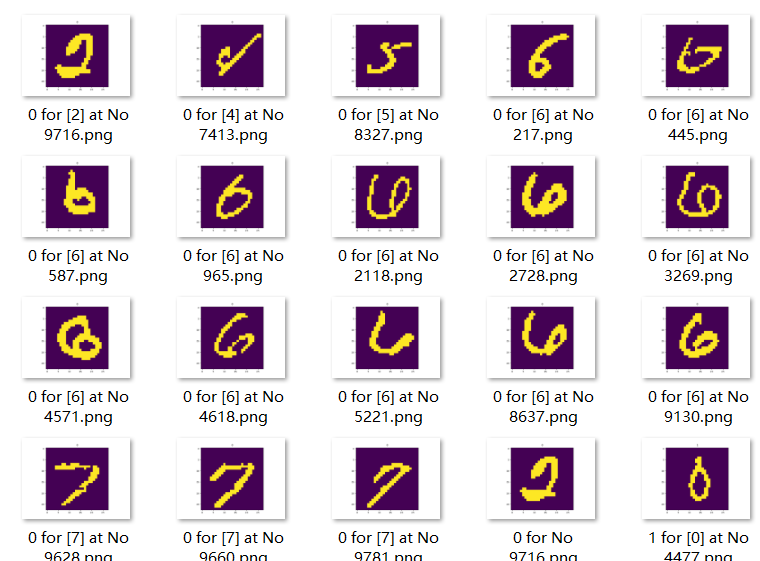 0 for [2] at No
9716.png
0 for [4] at No
7413.png
0 for [5] at No
8327.png
0 for [6] at No
217.png
0 for [6] at No
445.png
0 for [6] at No
587.png
0 for [6] at No
965.png
0 for [6] at No
2118.png
0 for [6] at No
2728.png
0 for [6] at No
3269.png
0 for [6] at No
4571.png
0 for [6] at No
4618.png
0 for [6] at No
5221.png
0 for [6] at No
8637.png
0 for [6] at No
9130.png
0 for [7] at No
9628.png
0 for [7] at No
9660.png
0 for [7] at No
9781.png
0 for No
9716.png
1 for [0] at No
4477.png